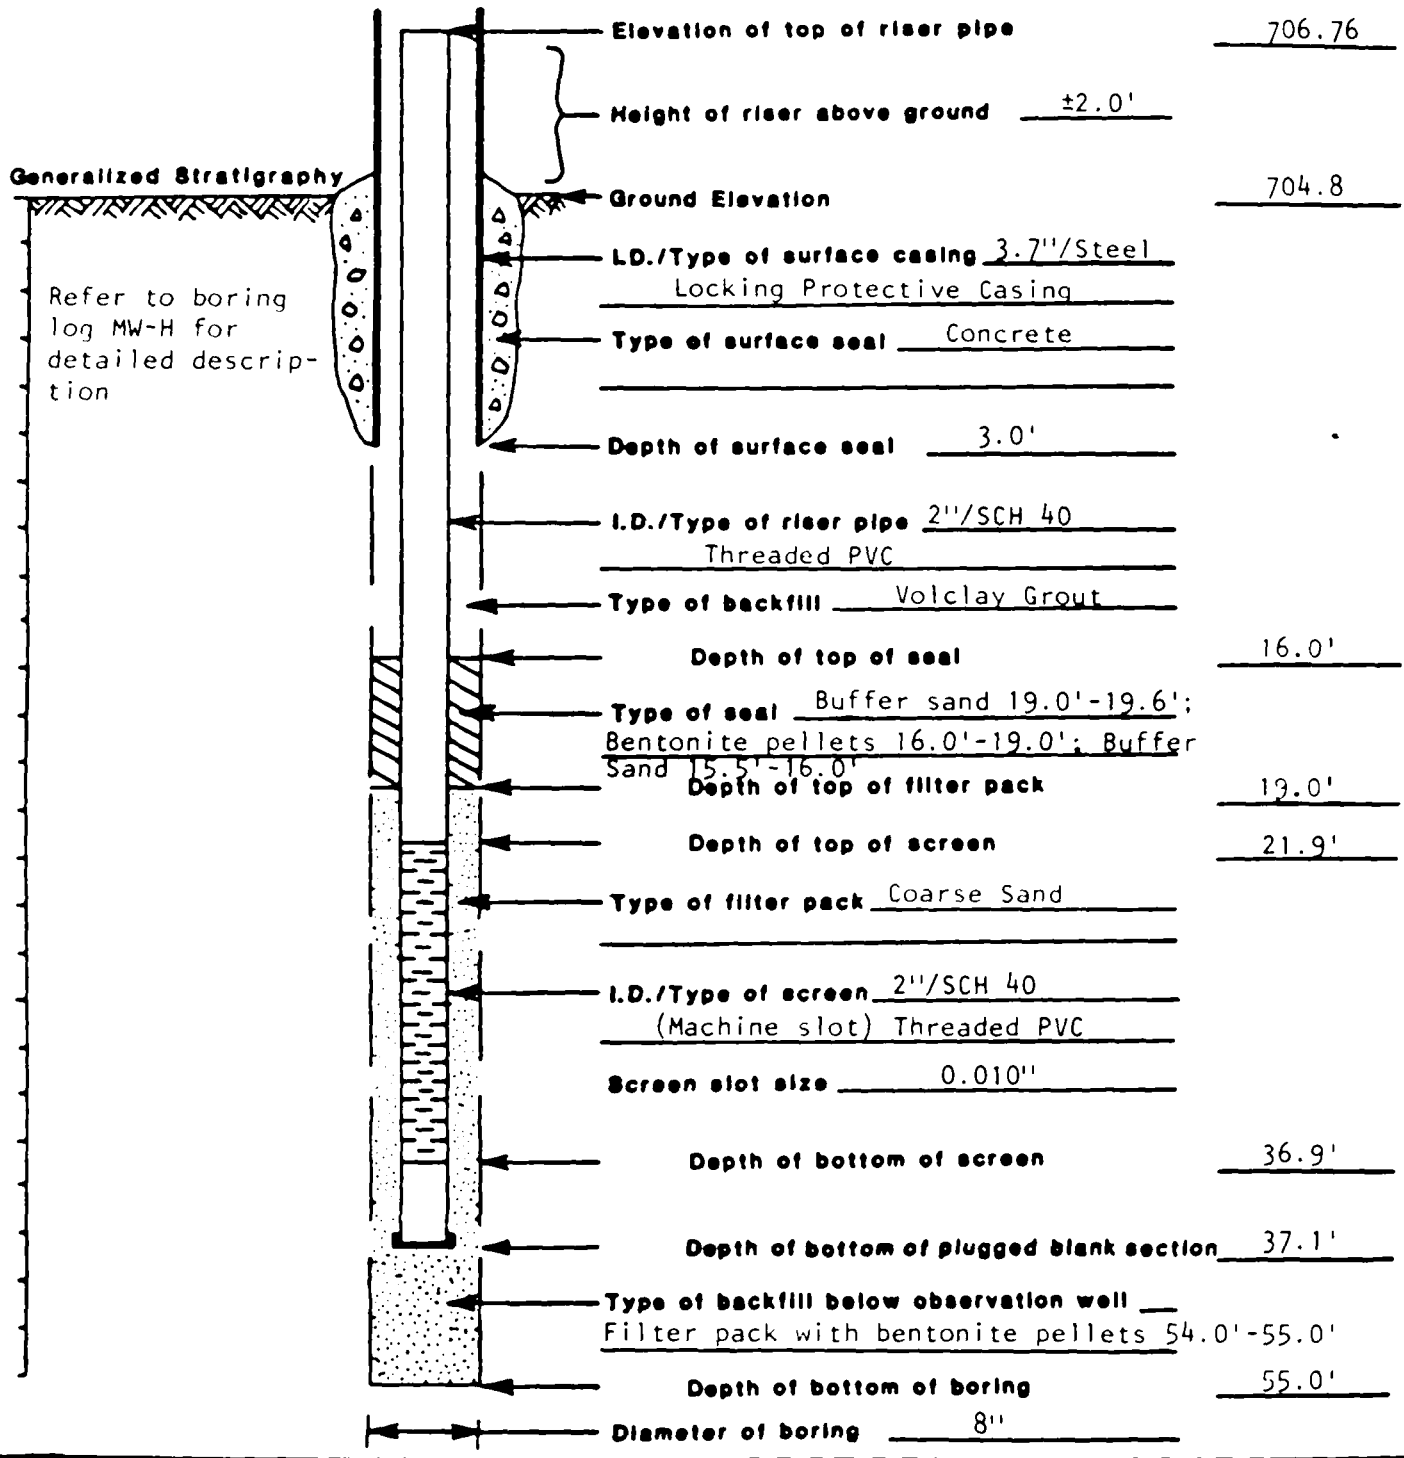 Elevation of top of riser pipe 706.76
Height of riser above ground ±2.0'
Generalized Stratigraphy
Ground Elevation 704.8
I.D./Type of surface casing 3.7"/Steel
Locking Protective Casing
Refer to boring
log MW-H for
detailed descrip-
tion
Type of surface seal Concrete
Depth of surface seal 3.0'
I.D./Type of riser pipe 2"/SCH 40
Threaded PVC
Type of backfill Volclay Grout
Depth of top of seal 16.0'
Type of seal Buffer sand 19.0'-19.6';
Bentonite pellets 16.0'-19.0'; Buffer
Sand 15.5'-16.0'
Depth of top of filter pack 19.0'
Depth of top of screen 21.9'
Type of filter pack Coarse Sand
I.D./Type of screen 2"/SCH 40
(Machine slot) Threaded PVC
Screen slot size 0.010"
Depth of bottom of screen 36.9'
Depth of bottom of plugged blank section 37.1'
Type of backfill below observation well
Filter pack with bentonite pellets 54.0'-55.0'
Depth of bottom of boring 55.0'
Diameter of boring 8"